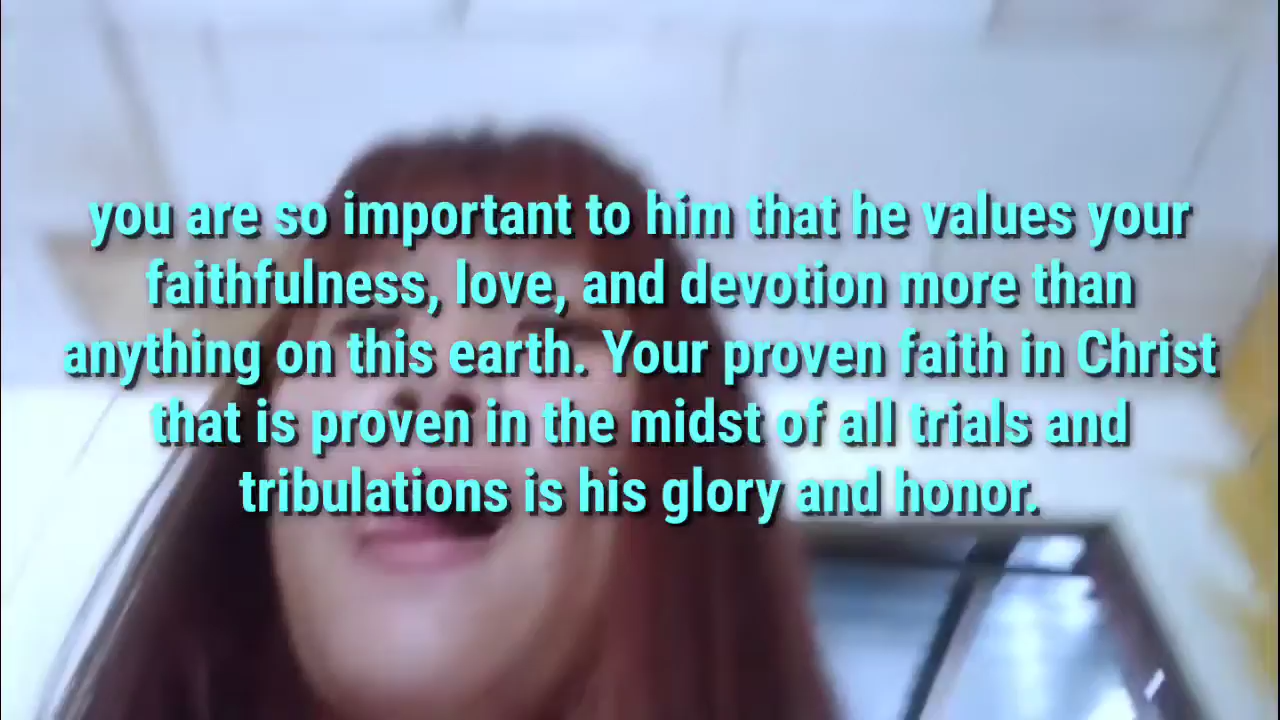 you are so important to him that he values your
faithfulness, love, and devotion more than
anything on this earth. Your proven faith in Christ
that is proven in the midst of all trials and
tribulations is his glory and honor.